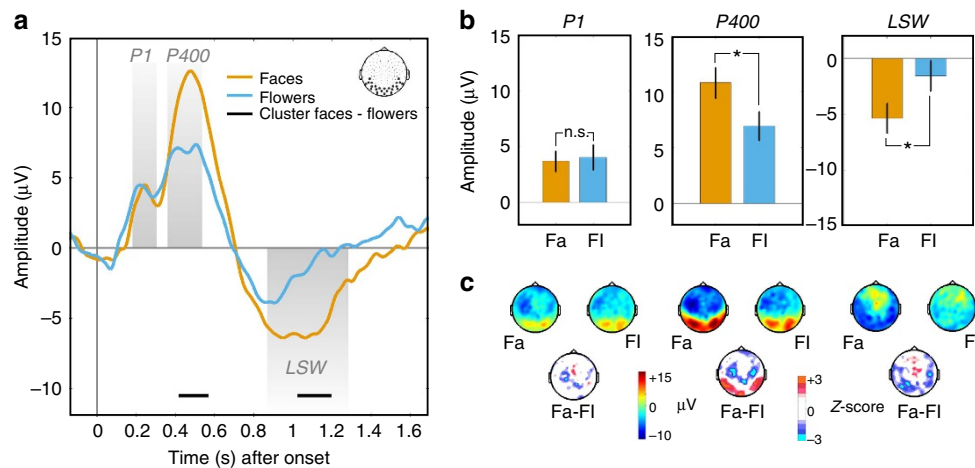 a
P1 P400
Faces
Flowers
Cluster faces - flowers
LSW
Amplitude (μV)
15
10
5
0
−5
−10
0 0.2 0.4 0.6 0.8 1 1.2 1.4 1.6
Time (s) after onset
b
P1 P400 LSW
Amplitude (μV)
15
10
5
0
n.s.
Fa Fl
15
10
5
0
*
Fa Fl
0
−5
−10
−15
*
Fa Fl
c
Fa Fl Fa Fl Fa F
Fa-Fl Fa-Fl Fa-Fl
+15
0
−10
μV
+3
0
−3
Z-score